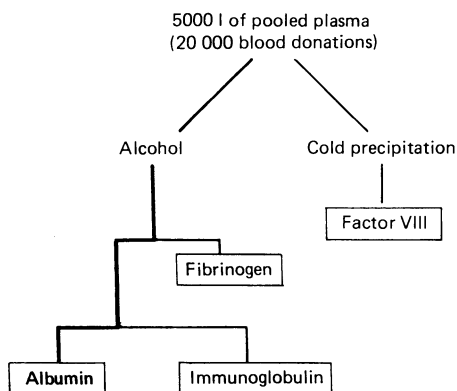 5000 l of pooled plasma
(20 000 blood donations)
Alcohol
Cold precipitation
Factor VIII
Fibrinogen
Albumin
Immunoglobulin